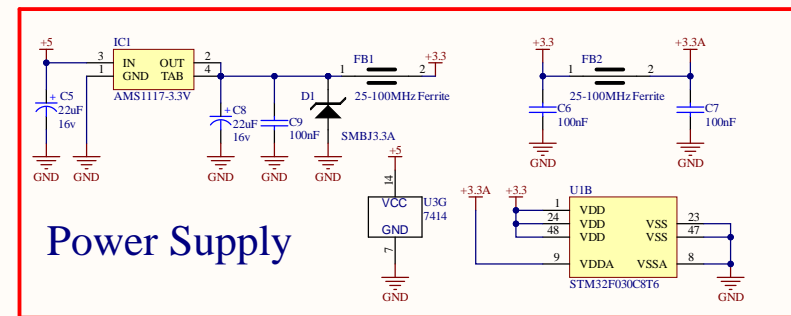 +5
IC1
3 IN OUT 2
1 GND TAB 4
AMS1117-3.3V
+ C5
22uF
16v
GND
GND
+ C8
22uF
16v
GND
C9
100nF
GND
D1
SMBJ3.3A
GND
FB1
1 2
25-100MHz Ferrite
+3.3
+3.3
FB2
1 2
25-100MHz Ferrite
+3.3A
C6
100nF
GND
C7
100nF
GND
+5
14
VCC
U3G
7414
GND
7
GND
Power Supply
+3.3A
+3.3
U1B
1 VDD
24 VDD VSS 23
48 VDD VSS 47
9 VDDA VSSA 8
STM32F030C8T6
GND